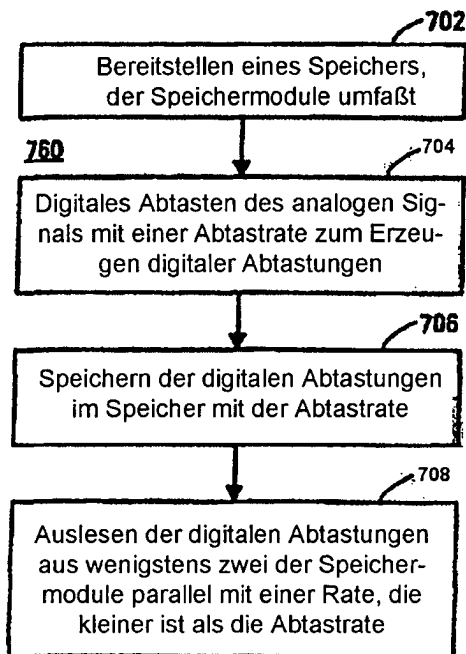 702
Bereitstellen eines Speichers,
der Speichermodule umfaßt
760
704
Digitales Abtasten des analogen Sig-
nals mit einer Abtastrate zum Erzeu-
gen digitaler Abtastungen
706
Speichern der digitalen Abtastungen
im Speicher mit der Abtastrate
708
Auslesen der digitalen Abtastungen
aus wenigstens zwei der Speicher-
module parallel mit einer Rate, die
kleiner ist als die Abtastrate